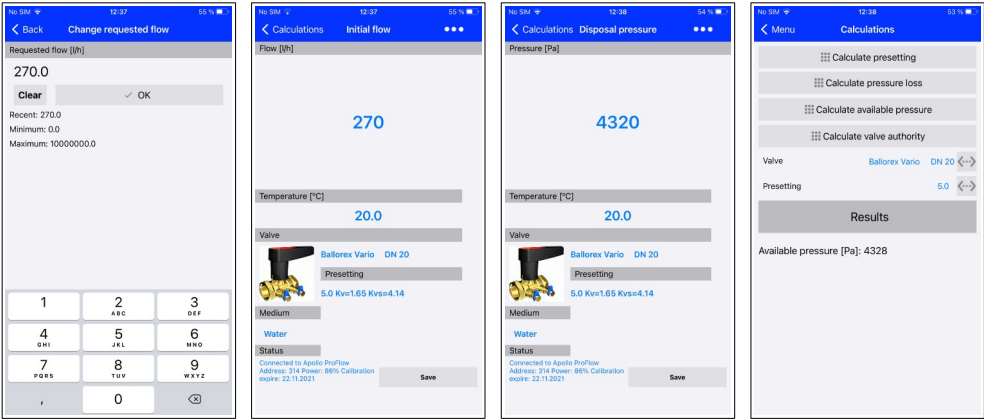 No SIM 12:37 55 %
Back Change requested flow
Requested flow [l/h]
270.0
Clear ✓ OK
Recent: 270.0
Minimum: 0.0
Maximum: 10000000.0
1 2 3
ABC DEF
4 5 6
GHI JKL MNO
7 8 9
PQRS TUV WXYZ
, 0
No SIM 12:37 55 %
Calculations Initial flow •••
Flow [l/h]
270
Temperature [°C]
20.0
Valve
Ballorex Vario DN 20
Presetting
5.0 Kv=1.65 Kvs=4.14
Medium
Water
Status
Connected to Apollo ProFlow
Address: 314 Power: 86% Calibration
expire: 22.11.2021
Save
No SIM 12:38 54 %
Calculations Disposal pressure •••
Pressure [Pa]
4320
Temperature [°C]
20.0
Valve
Ballorex Vario DN 20
Presetting
5.0 Kv=1.65 Kvs=4.14
Medium
Water
Status
Connected to Apollo ProFlow
Address: 314 Power: 86% Calibration
expire: 22.11.2021
Save
No SIM 12:38 53 %
Menu Calculations
Calculate presetting
Calculate pressure loss
Calculate available pressure
Calculate valve authority
Valve Ballorex Vario DN 20
Presetting 5.0
Results
Available pressure [Pa]: 4328